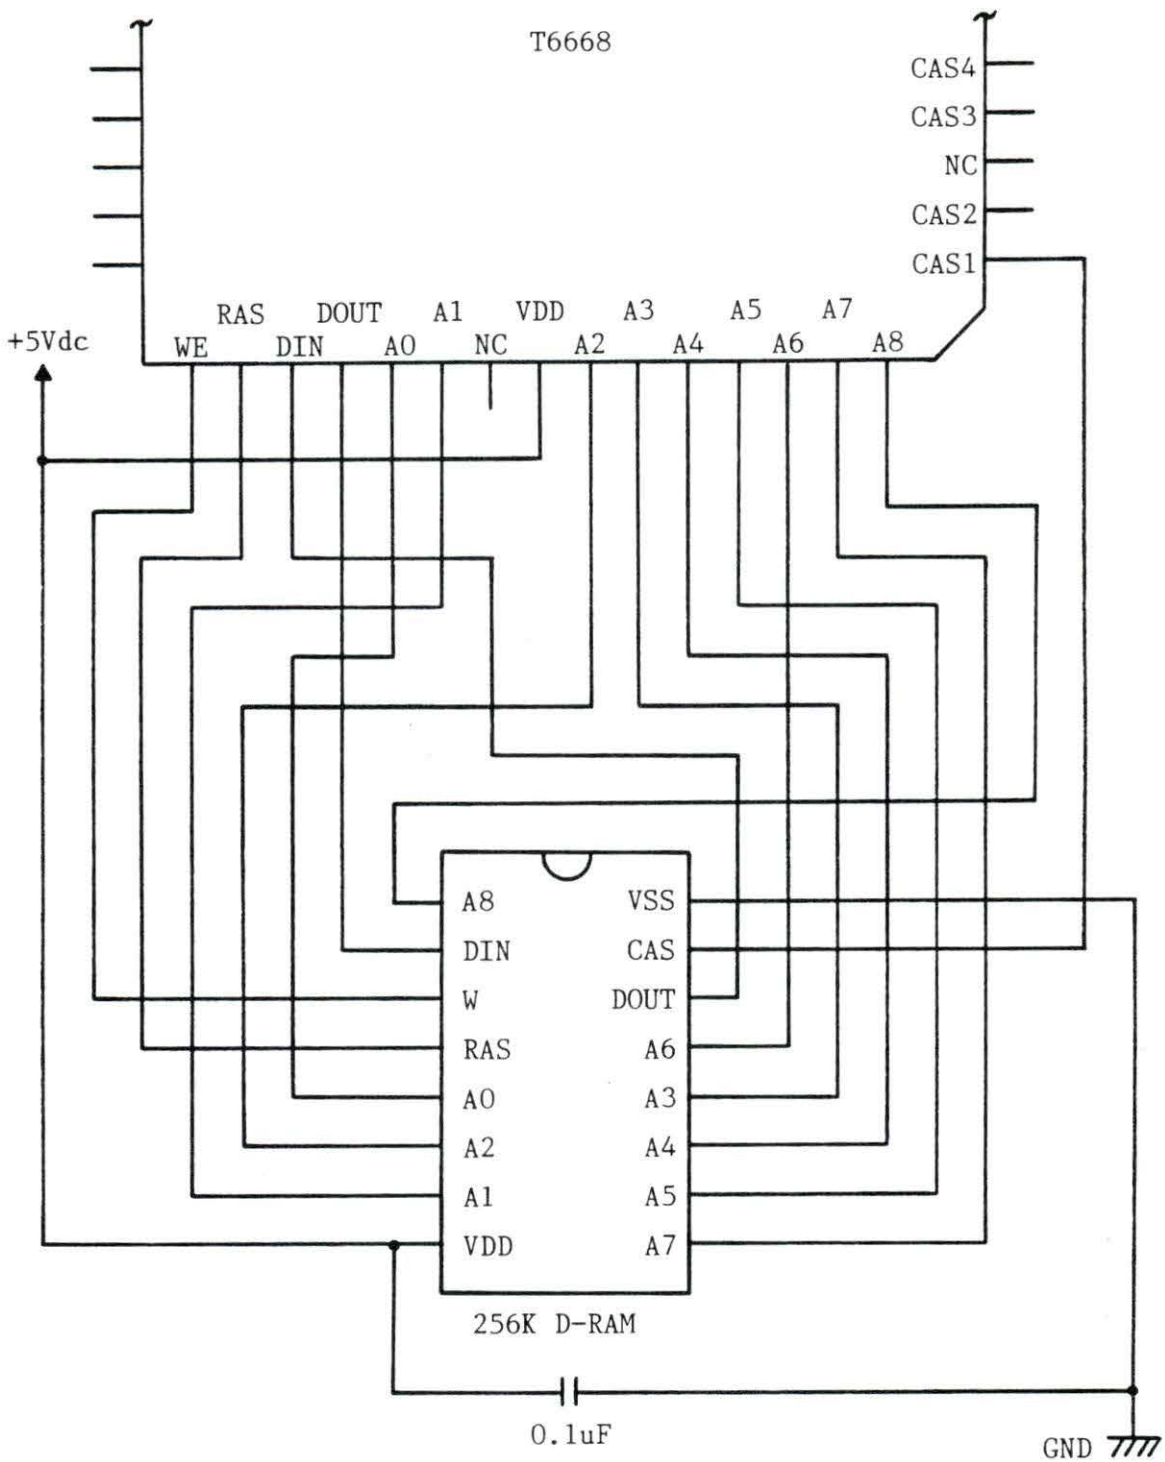 T6668
CAS4
CAS3
NC
CAS2
CAS1
RAS DOUT A1 VDD A3 A5 A7
+5Vdc
WE DIN A0 NC A2 A4 A6 A8
A8 VSS
DIN CAS
W DOUT
RAS A6
A0 A3
A2 A4
A1 A5
VDD A7
256K D-RAM
0.1uF
GND